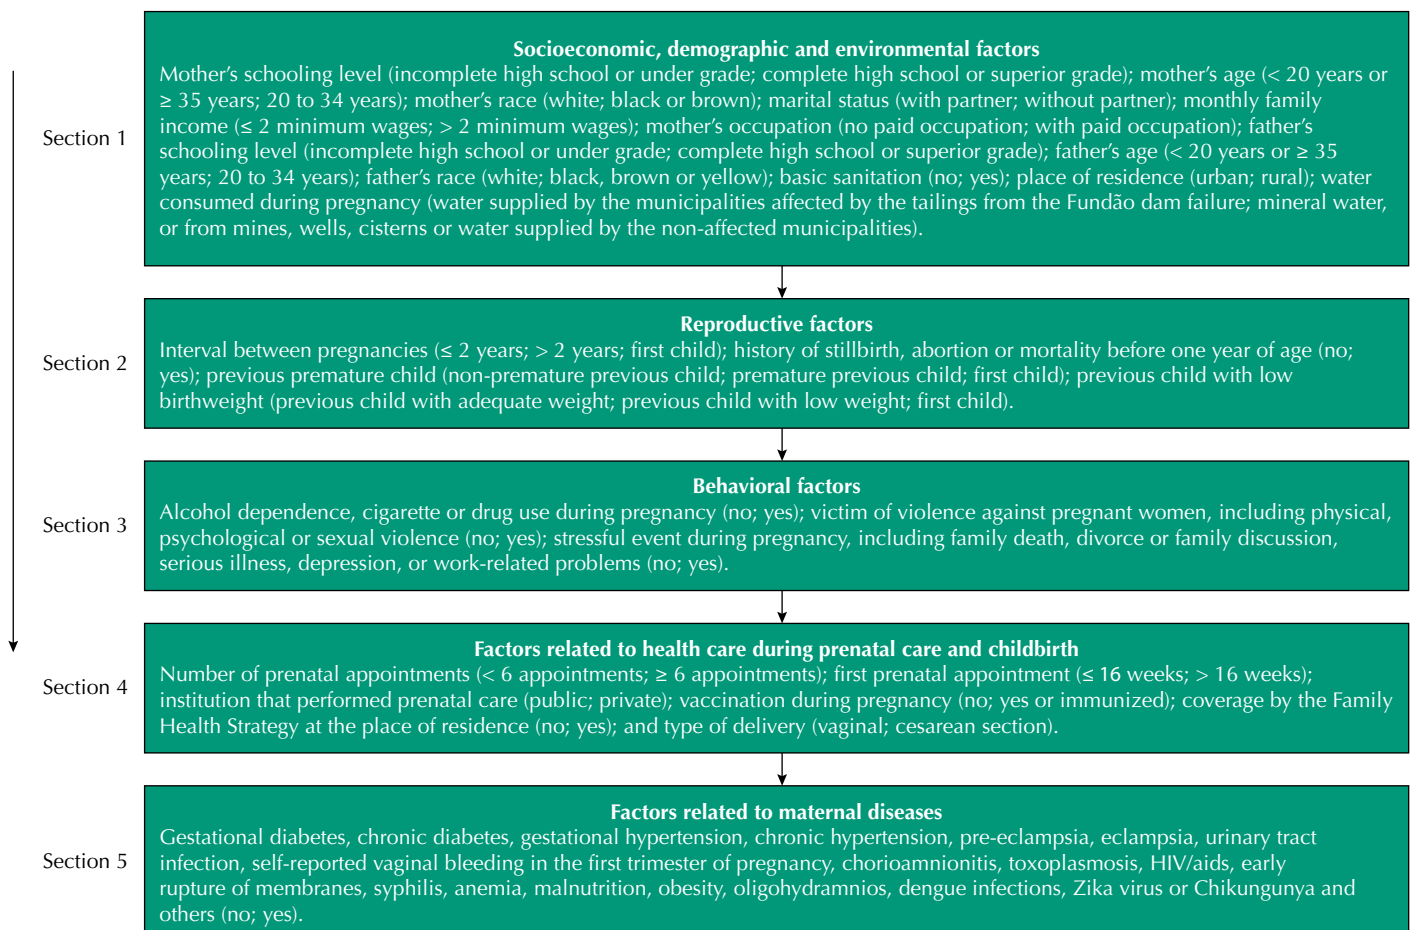 Socioeconomic, demographic and environmental factors
Section 1
Mother's schooling level (incomplete high school or under grade; complete high school or superior grade); mother's age (< 20 years or
≥ 35 years; 20 to 34 years); mother's race (white; black or brown); marital status (with partner; without partner); monthly family
income (≤ 2 minimum wages; > 2 minimum wages); mother's occupation (no paid occupation; with paid occupation); father's
schooling level (incomplete high school or under grade; complete high school or superior grade); father's age (< 20 years or ≥ 35
years; 20 to 34 years); father's race (white; black, brown or yellow); basic sanitation (no; yes); place of residence (urban; rural); water
consumed during pregnancy (water supplied by the municipalities affected by the tailings from the Fundão dam failure; mineral water,
or from mines, wells, cisterns or water supplied by the non-affected municipalities).
Reproductive factors
Section 2
Interval between pregnancies (≤ 2 years; > 2 years; first child); history of stillbirth, abortion or mortality before one year of age (no;
yes); previous premature child (non-premature previous child; premature previous child; first child); previous child with low
birthweight (previous child with adequate weight; previous child with low weight; first child).
Behavioral factors
Section 3
Alcohol dependence, cigarette or drug use during pregnancy (no; yes); victim of violence against pregnant women, including physical,
psychological or sexual violence (no; yes); stressful event during pregnancy, including family death, divorce or family discussion,
serious illness, depression, or work-related problems (no; yes).
Factors related to health care during prenatal care and childbirth
Section 4
Number of prenatal appointments (< 6 appointments; ≥ 6 appointments); first prenatal appointment (≤ 16 weeks; > 16 weeks);
institution that performed prenatal care (public; private); vaccination during pregnancy (no; yes or immunized); coverage by the Family
Health Strategy at the place of residence (no; yes); and type of delivery (vaginal; cesarean section).
Factors related to maternal diseases
Section 5
Gestational diabetes, chronic diabetes, gestational hypertension, chronic hypertension, pre-eclampsia, eclampsia, urinary tract
infection, self-reported vaginal bleeding in the first trimester of pregnancy, chorioamnionitis, toxoplasmosis, HIV/aids, early
rupture of membranes, syphilis, anemia, malnutrition, obesity, oligohydramnios, dengue infections, Zika virus or Chikungunya and
others (no; yes).